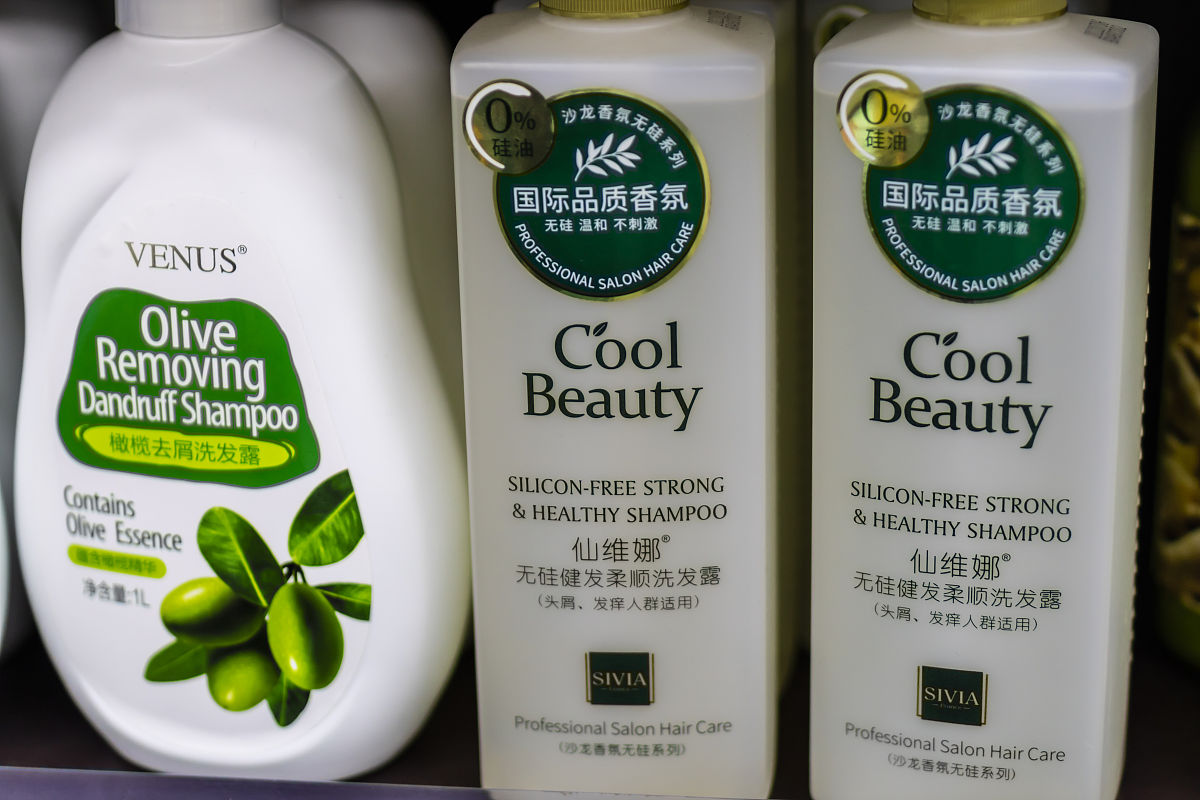 VENUS®
Olive
Removing
Dandruff Shampoo
橄榄去屑洗发露
Contains
Olive Essence
蕴含橄榄精华
净含量:1L
0%
硅油
沙龙香氛无硅系列
国际品质香氛
无硅 温和 不刺激
PROFESSIONAL SALON HAIR CARE
Cool
Beauty
SILICON-FREE STRONG
& HEALTHY SHAMPOO
仙维娜®
无硅健发柔顺洗发露
(头屑、发痒人群适用)
SIVIA
Professional Salon Hair Care
(沙龙香氛无硅系列)
0%
硅油
沙龙香氛无硅系列
国际品质香氛
无硅 温和 不刺激
PROFESSIONAL SALON HAIR CARE
Cool
Beauty
SILICON-FREE STRONG
& HEALTHY SHAMPOO
仙维娜®
无硅健发柔顺洗发露
(头屑、发痒人群适用)
SIVIA
Professional Salon Hair Care
(沙龙香氛无硅系列)